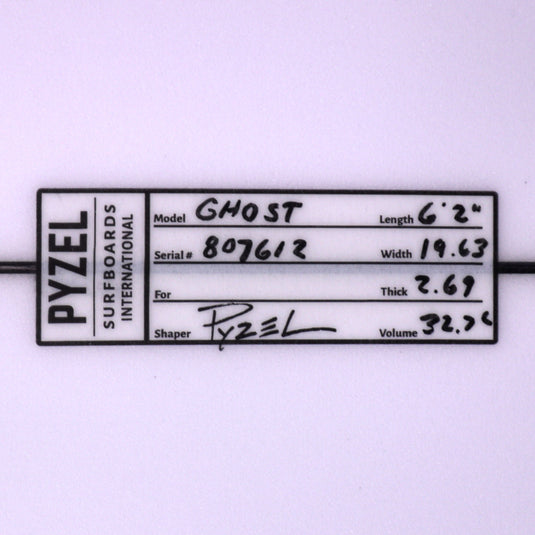 PYZEL
SURFBOARDS
INTERNATIONAL
Model GHOST Length 6'2"
Serial# 807612 Width 19.63
For Thick 2.69
Shaper PYZEL Volume 32.76